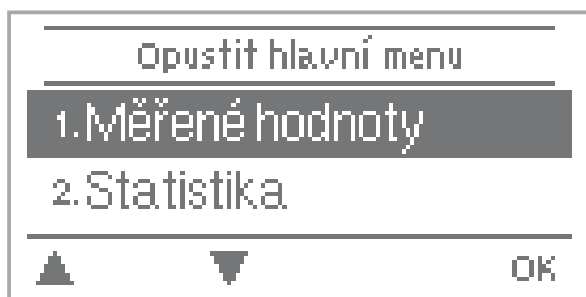 Opustit hlavní menu
1. Měřené hodnoty
2. Statistika
OK